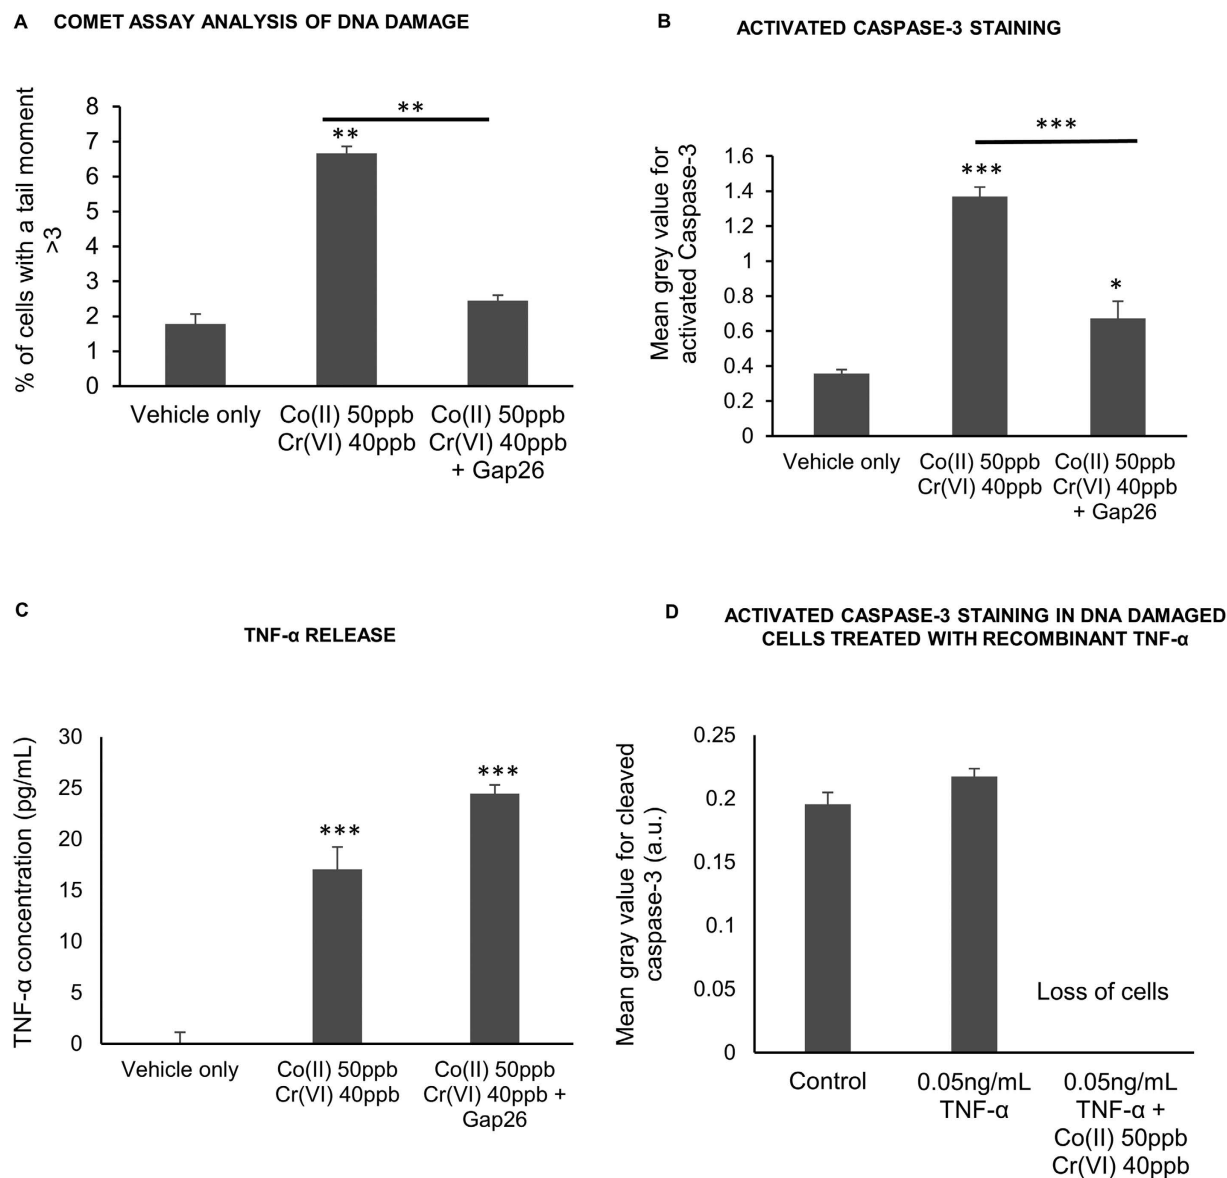 A COMET ASSAY ANALYSIS OF DNA DAMAGE
% of cells with a tail moment
>3
8
7
6
5
4
3
2
1
0
**
**
Vehicle only
Co(II) 50ppb
Cr(VI) 40ppb
Co(II) 50ppb
Cr(VI) 40ppb
+ Gap26
B ACTIVATED CASPASE-3 STAINING
Mean grey value for
activated Caspase-3
1.6
1.4
1.2
1
0.8
0.6
0.4
0.2
0
***
***
*
Vehicle only
Co(II) 50ppb
Cr(VI) 40ppb
Co(II) 50ppb
Cr(VI) 40ppb
+ Gap26
C
TNF-α RELEASE
TNF-α concentration (pg/mL)
30
25
20
15
10
5
0
***
***
Vehicle only
Co(II) 50ppb
Cr(VI) 40ppb
Co(II) 50ppb
Cr(VI) 40ppb +
Gap26
D ACTIVATED CASPASE-3 STAINING IN DNA DAMAGED
CELLS TREATED WITH RECOMBINANT TNF-α
Mean gray value for cleaved
caspase-3 (a.u.)
0.25
0.2
0.15
0.1
0.05
0
Loss of cells
Control
0.05ng/mL
TNF-α
0.05ng/mL
TNF-α +
Co(II) 50ppb
Cr(VI) 40ppb